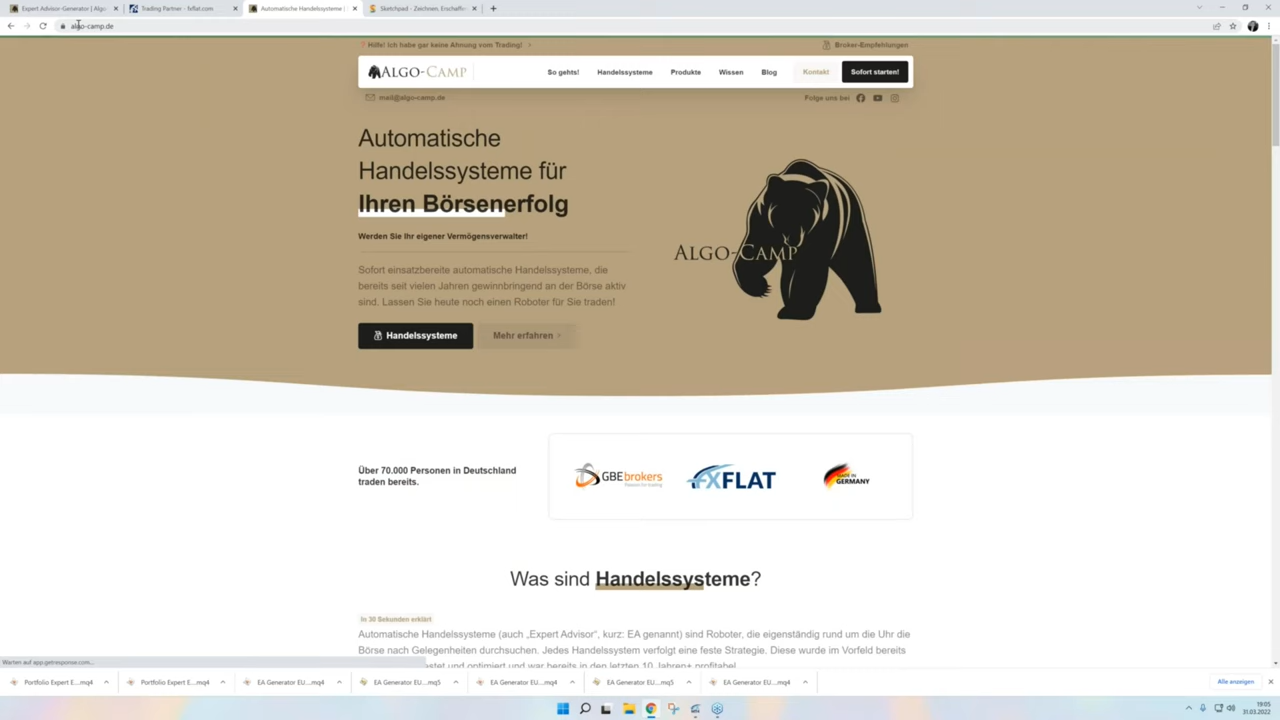 Expert Advisor-Generator | Algo
Trading Partner - fxflat.com
Automatische Handelssysteme |
Sketchpad - Zeichnen, Erschaffe
algo-camp.de
Hilfe! Ich habe gar keine Ahnung vom Trading! >
Broker-Empfehlungen
ALGO-CAMP
So gehts!
Handelssysteme
Produkte
Wissen
Blog
Kontakt
Sofort starten!
mail@algo-camp.de
Folge uns bei
Automatische
Handelssysteme für
Ihren Börsenerfolg
Werden Sie Ihr eigener Vermögensverwalter!
Sofort einsatzbereite automatische Handelssysteme, die
bereits seit vielen Jahren gewinnbringend an der Börse aktiv
sind. Lassen Sie heute noch einen Roboter für Sie traden!
Handelssysteme
Mehr erfahren >
ALGO-CAMP
Über 70.000 Personen in Deutschland
traden bereits.
GBEbrokers
FXFLAT
MADE IN
GERMANY
Was sind Handelssysteme?
In 30 Sekunden erklärt
Automatische Handelssysteme (auch „Expert Advisor“, kurz: EA genannt) sind Roboter, die eigenständig rund um die Uhr die
Börse nach Gelegenheiten durchsuchen. Jedes Handelssystem verfolgt eine feste Strategie. Diese wurde im Vorfeld bereits
estet und optimiert und war bereits in den letzten 10 Jahren+ profitabel
Warten auf app.getresponse.com...
Portfolio Expert E....mq4
Portfolio Expert E....mq4
EA Generator EU....mq4
EA Generator EU....mq5
EA Generator EU....mq4
EA Generator EU....mq5
EA Generator EU....mq4
Alle anzeigen
19:05
31.03.2022